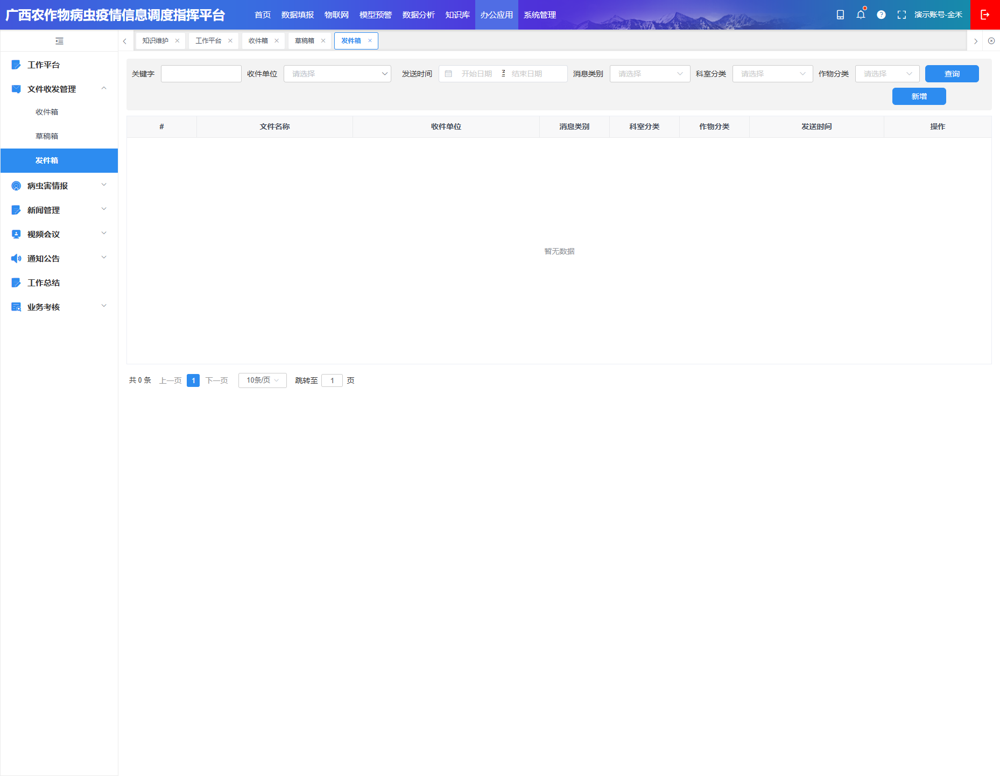 广西农作物病虫疫情信息调度指挥平台
首页 数据填报 物联网 模型预警 数据分析 知识库 办公应用 系统管理
演示账号-金禾
知识维护 工作平台 收件箱 草稿箱 发件箱
工作平台
文件收发管理
收件箱
草稿箱
发件箱
病虫害情报
新闻管理
视频会议
通知公告
工作总结
业务考核
关键字 收件单位 请选择 发送时间 开始日期 至 结束日期 消息类别 请选择 科室分类 请选择 作物分类 请选择 查询
新增
# 文件名称 收件单位 消息类别 科室分类 作物分类 发送时间 操作
暂无数据
共 0 条 上一页 1 下一页 10条/页 跳转至 1 页